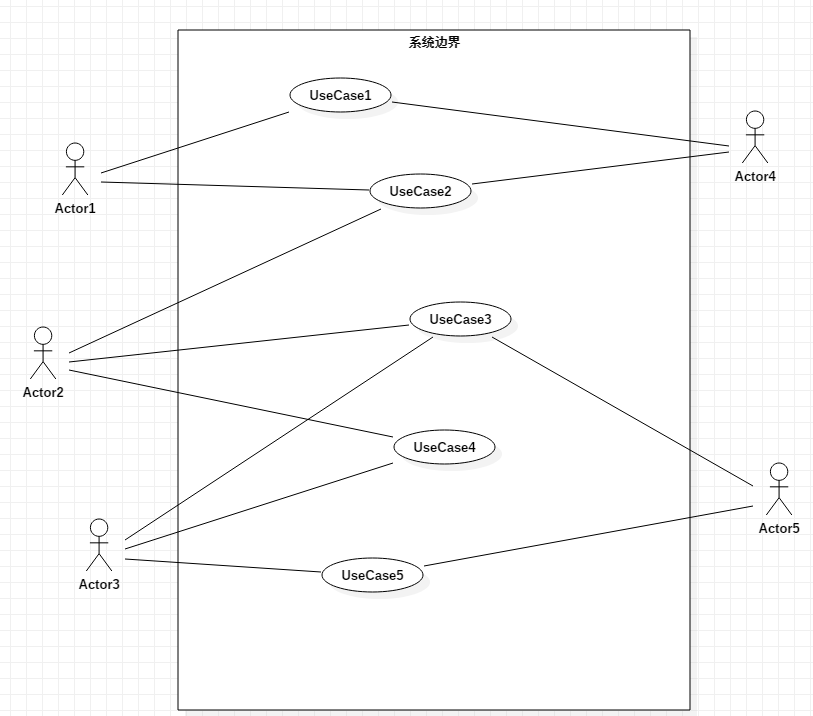 系统边界
UseCase1
Actor4
UseCase2
Actor1
UseCase3
Actor2
UseCase4
Actor5
UseCase5
Actor3